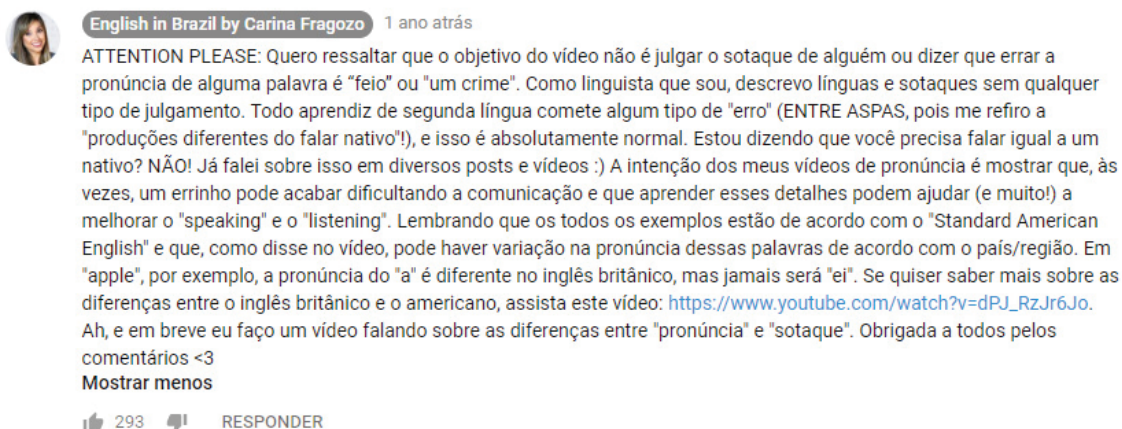 English in Brazil by Carina Fragozo 1 ano atrás
ATTENTION PLEASE: Quero ressaltar que o objetivo do vídeo não é julgar o sotaque de alguém ou dizer que errar a
pronúncia de alguma palavra é “feio” ou "um crime". Como linguista que sou, descrevo línguas e sotaques sem qualquer
tipo de julgamento. Todo aprendiz de segunda língua comete algum tipo de "erro" (ENTRE ASPAS, pois me refiro a
"produções diferentes do falar nativo"!), e isso é absolutamente normal. Estou dizendo que você precisa falar igual a um
nativo? NÃO! Já falei sobre isso em diversos posts e vídeos :) A intenção dos meus vídeos de pronúncia é mostrar que, às
vezes, um errinho pode acabar dificultando a comunicação e que aprender esses detalhes podem ajudar (e muito!) a
melhorar o "speaking" e o "listening". Lembrando que os todos os exemplos estão de acordo com o "Standard American
English" e que, como disse no vídeo, pode haver variação na pronúncia dessas palavras de acordo com o país/região. Em
"apple", por exemplo, a pronúncia do "a" é diferente no inglês britânico, mas jamais será "ei". Se quiser saber mais sobre as
diferenças entre o inglês britânico e o americano, assista este vídeo: https://www.youtube.com/watch?v=dPJ_RzJr6Jo.
Ah, e em breve eu faço um vídeo falando sobre as diferenças entre "pronúncia" e "sotaque". Obrigada a todos pelos
comentários <3
Mostrar menos
293 RESPONDER